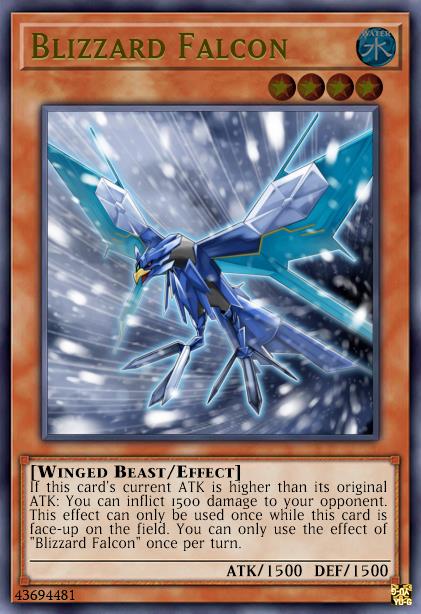 Blizzard Falcon
WATER
水
[Winged Beast/Effect]
If this card's current ATK is higher than its original
ATK: You can inflict 1500 damage to your opponent.
This effect can only be used once while this card is
face-up on the field. You can only use the effect of
"Blizzard Falcon" once per turn.
ATK/1500 DEF/1500
43694481